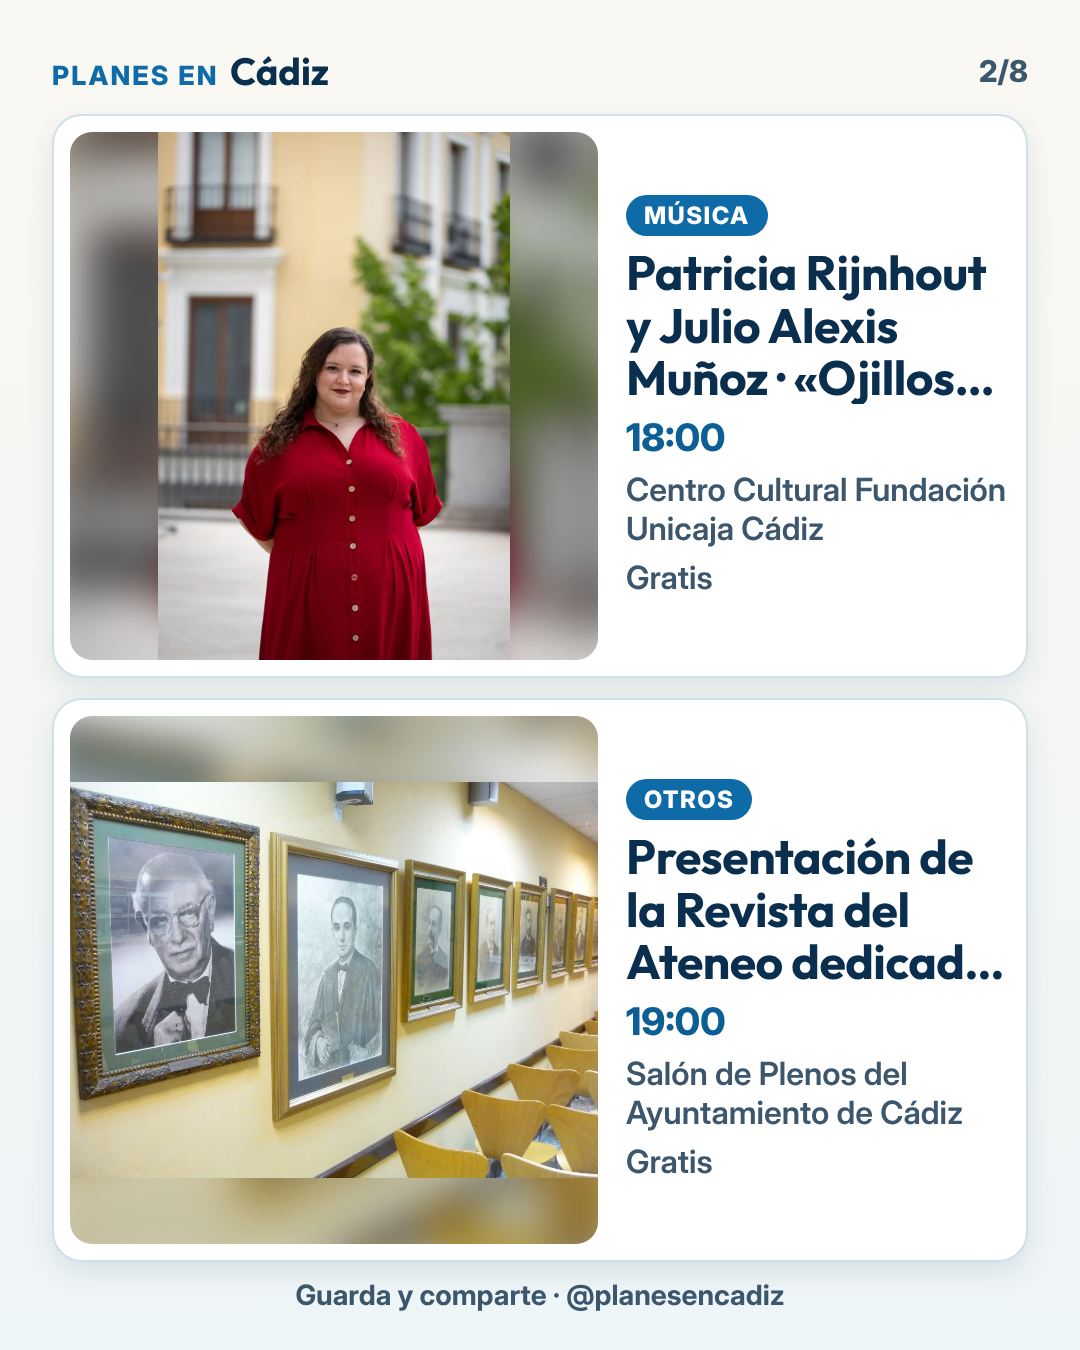 PLANES EN Cádiz
2/8
MÚSICA
Patricia Rijnhout
y Julio Alexis
Muñoz · «Ojillos...
18:00
Centro Cultural Fundación
Unicaja Cádiz
Gratis
OTROS
Presentación de
la Revista del
Ateneo dedicad...
19:00
Salón de Plenos del
Ayuntamiento de Cádiz
Gratis
Guarda y comparte · @planesencadiz